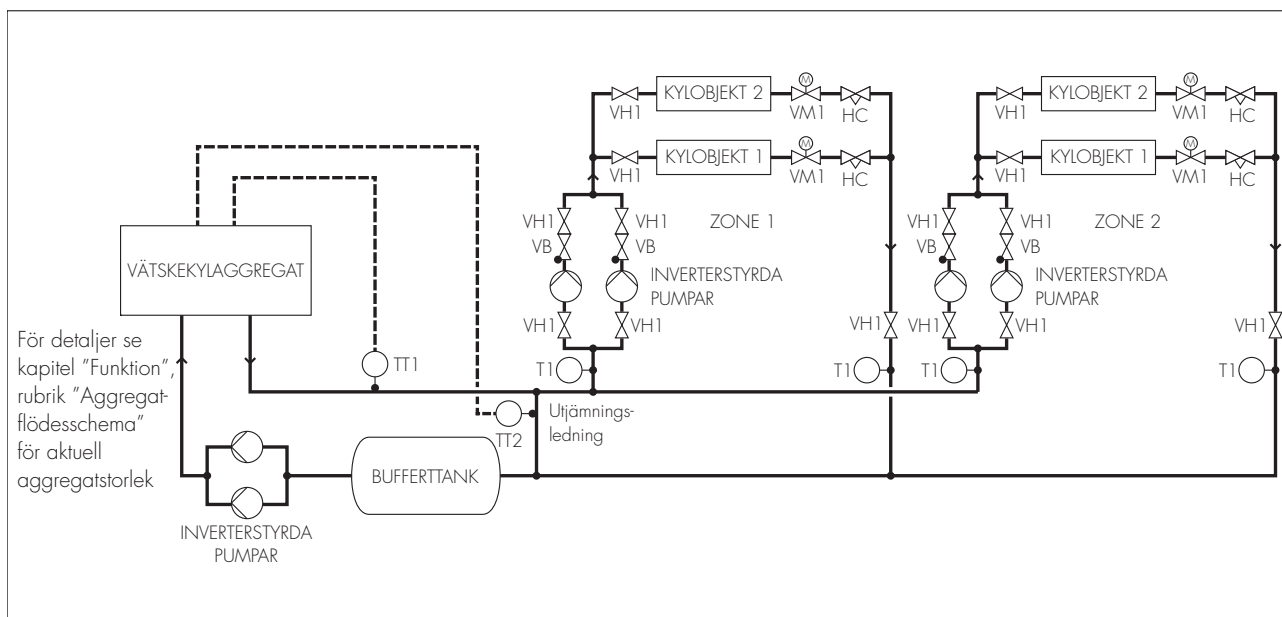 KYLOBJEKT 2
M
VH1
VM1
HC
KYLOBJEKT 1
M
VH1
VM1
HC
KYLOBJEKT 2
M
VH1
VM1
HC
KYLOBJEKT 1
M
VH1
VM1
HC
VH1
VH1
ZONE 1
VB
VB
INVERTERSTYRDA
PUMPAR
VH1
VH1
VH1
T1
T1
VH1
VH1
ZONE 2
VB
VB
INVERTERSTYRDA
PUMPAR
VH1
VH1
VH1
T1
T1
VÄTSKEKYLAGGREGAT
För detaljer se
kapitel ”Funktion”,
rubrik ”Aggregat-
flödesschema”
för aktuell
aggregatstorlek
TT1
TT2
Utjämnings-
ledning
BUFFERTTANK
INVERTERSTYRDA
PUMPAR